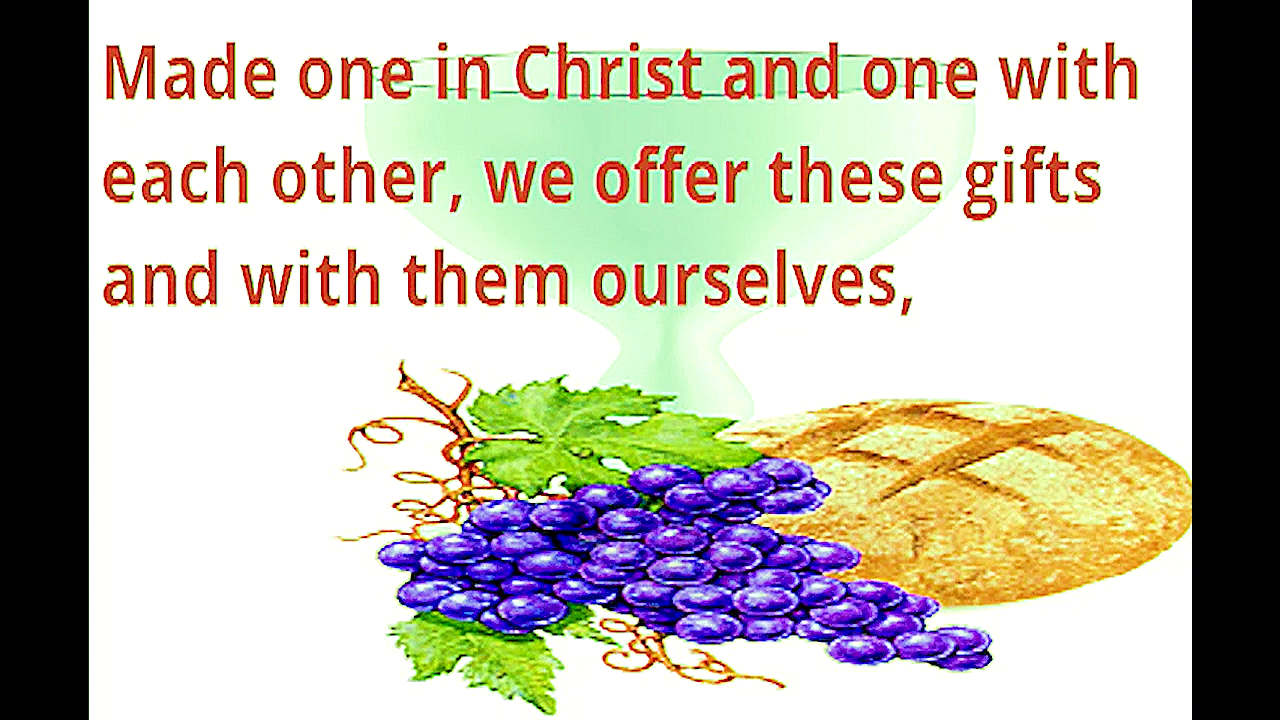 Made one in Christ and one with
each other, we offer these gifts
and with them ourselves,